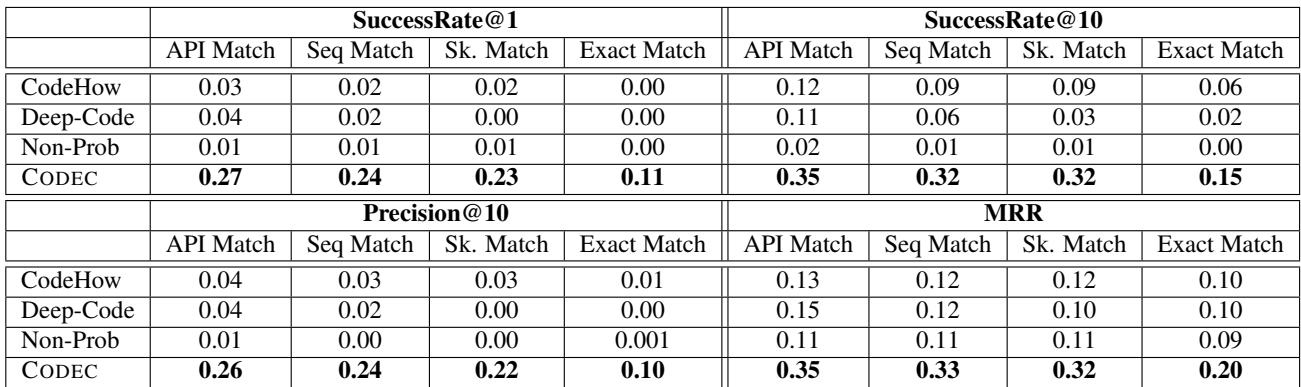 SuccessRate@1 SuccessRate@10
API Match Seq Match Sk. Match Exact Match API Match Seq Match Sk. Match Exact Match
CodeHow 0.03 0.02 0.02 0.00 0.12 0.09 0.09 0.06
Deep-Code 0.04 0.02 0.00 0.00 0.11 0.06 0.03 0.02
Non-Prob 0.01 0.01 0.01 0.00 0.02 0.01 0.01 0.00
CODEC 0.27 0.24 0.23 0.11 0.35 0.32 0.32 0.15
Precision@10 MRR
API Match Seq Match Sk. Match Exact Match API Match Seq Match Sk. Match Exact Match
CodeHow 0.04 0.03 0.03 0.01 0.13 0.12 0.12 0.10
Deep-Code 0.04 0.02 0.00 0.00 0.15 0.12 0.10 0.10
Non-Prob 0.01 0.00 0.00 0.001 0.11 0.11 0.11 0.09
CODEC 0.26 0.24 0.22 0.10 0.35 0.33 0.32 0.20